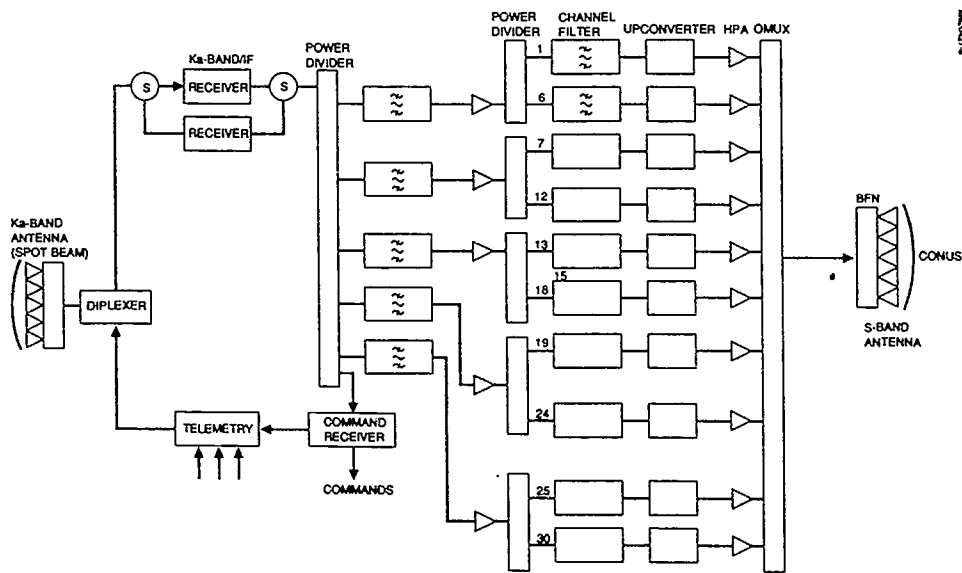 POWER
DIVIDER
CHANNEL
FILTER
UPCONVERTER
HPA
OMUX
Ka-BAND/IF
POWER
DIVIDER
S
RECEIVER
S
RECEIVER
1
6
7
12
13
15
18
19
24
25
30
Ka-BAND
ANTENNA
(SPOT BEAM)
DIPLEXER
TELEMETRY
COMMAND
RECEIVER
COMMANDS
BFN
CONUS
S-BAND
ANTENNA